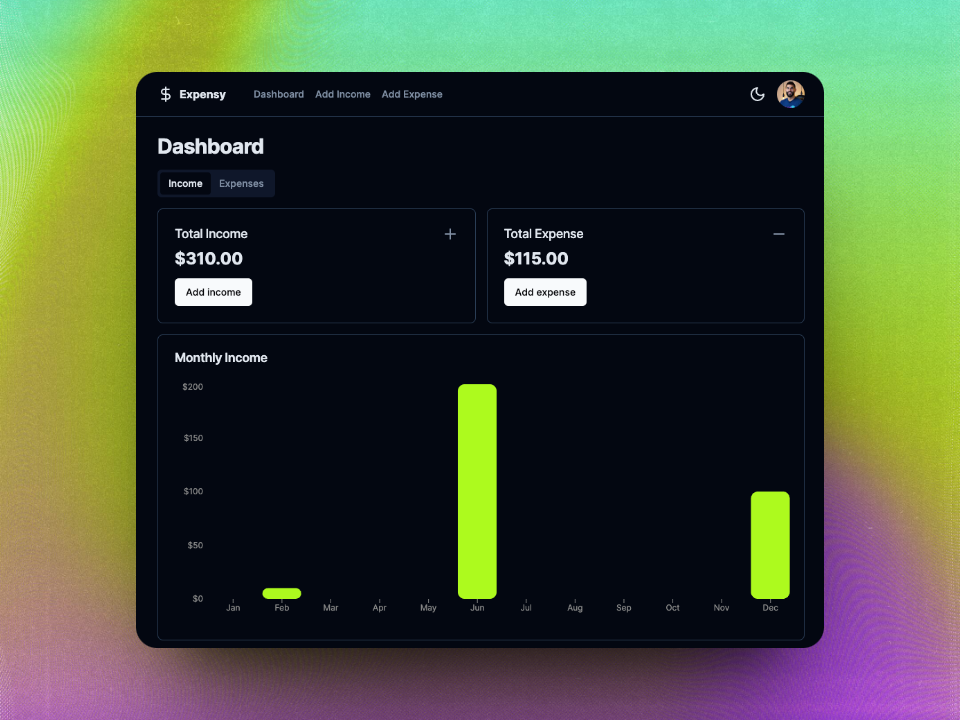 Expensy Dashboard Add Income Add Expense
Dashboard
Income Expenses
Total Income
$310.00
Add income
Total Expense
$115.00
Add expense
Monthly Income
$200
$150
$100
$50
$0
Jan Feb Mar Apr May Jun Jul Aug Sep Oct Nov Dec